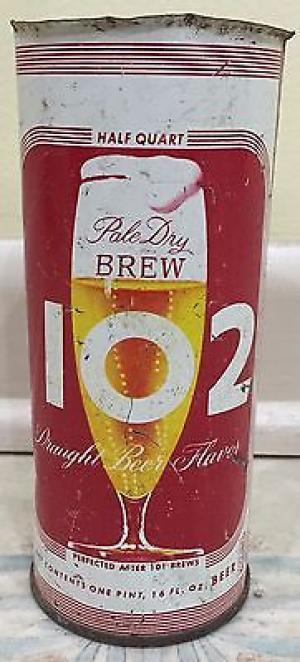 HALF QUART
Pale Dry
BREW
102
Draught Beer Flavor
PERFECTED AFTER 101 BREWS
CONTENTS ONE PINT, 16 FL. OZ. BEER